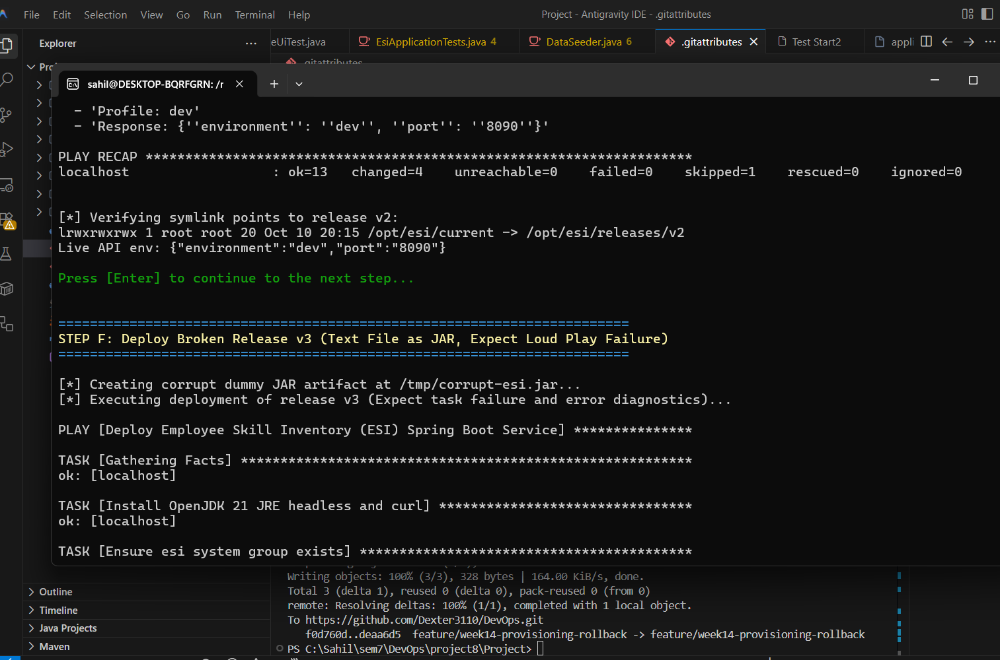 File Edit Selection View Go Run Terminal Help
Project - Antigravity IDE - .gitattributes
Explorer
eUiTest.java
EsiApplicationTests.java 4
DataSeeder.java 6
.gitattributes
Test Start2
appli
.gitattributes
sahil@DESKTOP-BQRFGRN: /r
- 'Profile: dev'
- 'Response: {''environment'': ''dev'', ''port'': ''8090''}'
PLAY RECAP *********************************************************************
localhost : ok=13 changed=4 unreachable=0 failed=0 skipped=1 rescued=0 ignored=0
[*] Verifying symlink points to release v2:
lrwxrwxrwx 1 root root 20 Oct 10 20:15 /opt/esi/current -> /opt/esi/releases/v2
Live API env: {"environment":"dev","port":"8090"}
Press [Enter] to continue to the next step...
========================================================================
STEP F: Deploy Broken Release v3 (Text File as JAR, Expect Loud Play Failure)
========================================================================
[*] Creating corrupt dummy JAR artifact at /tmp/corrupt-esi.jar...
[*] Executing deployment of release v3 (Expect task failure and error diagnostics)...
PLAY [Deploy Employee Skill Inventory (ESI) Spring Boot Service] ***************
TASK [Gathering Facts] *********************************************************
ok: [localhost]
TASK [Install OpenJDK 21 JRE headless and curl] ********************************
ok: [localhost]
TASK [Ensure esi system group exists] ******************************************
Writing objects: 100% (3/3), 328 bytes | 164.00 KiB/s, done.
Total 3 (delta 1), reused 0 (delta 0), pack-reused 0 (from 0)
remote: Resolving deltas: 100% (1/1), completed with 1 local object.
To https://github.com/Dexter3110/DevOps.git
f0d760d..deaa6d5 feature/week14-provisioning-rollback -> feature/week14-provisioning-rollback
PS C:\Sahil\sem7\DevOps\project8\Project>
Outline
Timeline
Java Projects
Maven